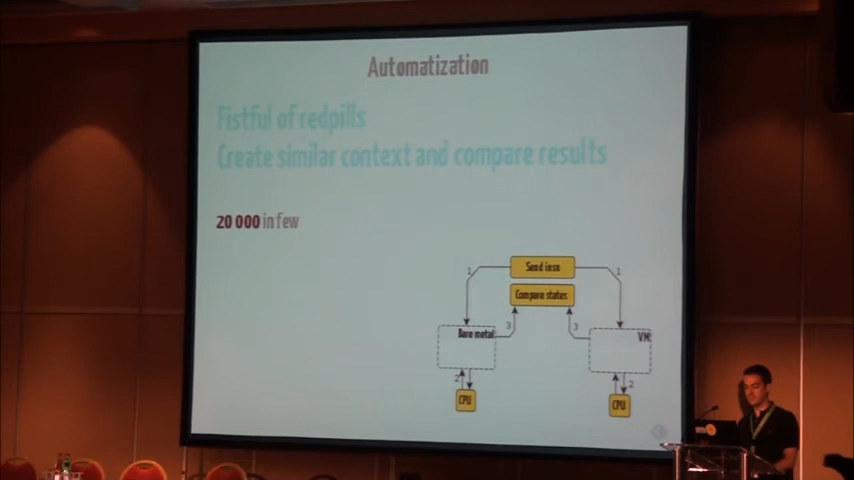 Automatization
Fistful of redpills
Create similar context and compare results
20 000 in few
Send insn
1
1
Compare states
3
3
Bare metal
VM
2
2
CPU
CPU